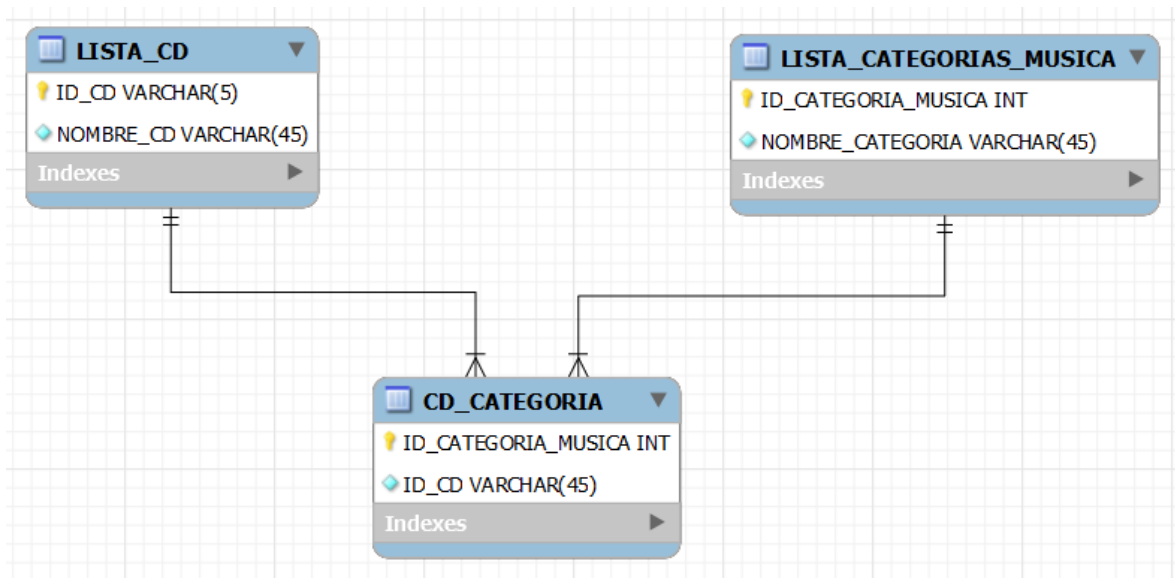 LISTA_CD
ID_CD VARCHAR(5)
NOMBRE_CD VARCHAR(45)
Indexes
LISTA_CATEGORIAS_MUSICA
ID_CATEGORIA_MUSICA INT
NOMBRE_CATEGORIA VARCHAR(45)
Indexes
CD_CATEGORIA
ID_CATEGORIA_MUSICA INT
ID_CD VARCHAR(45)
Indexes